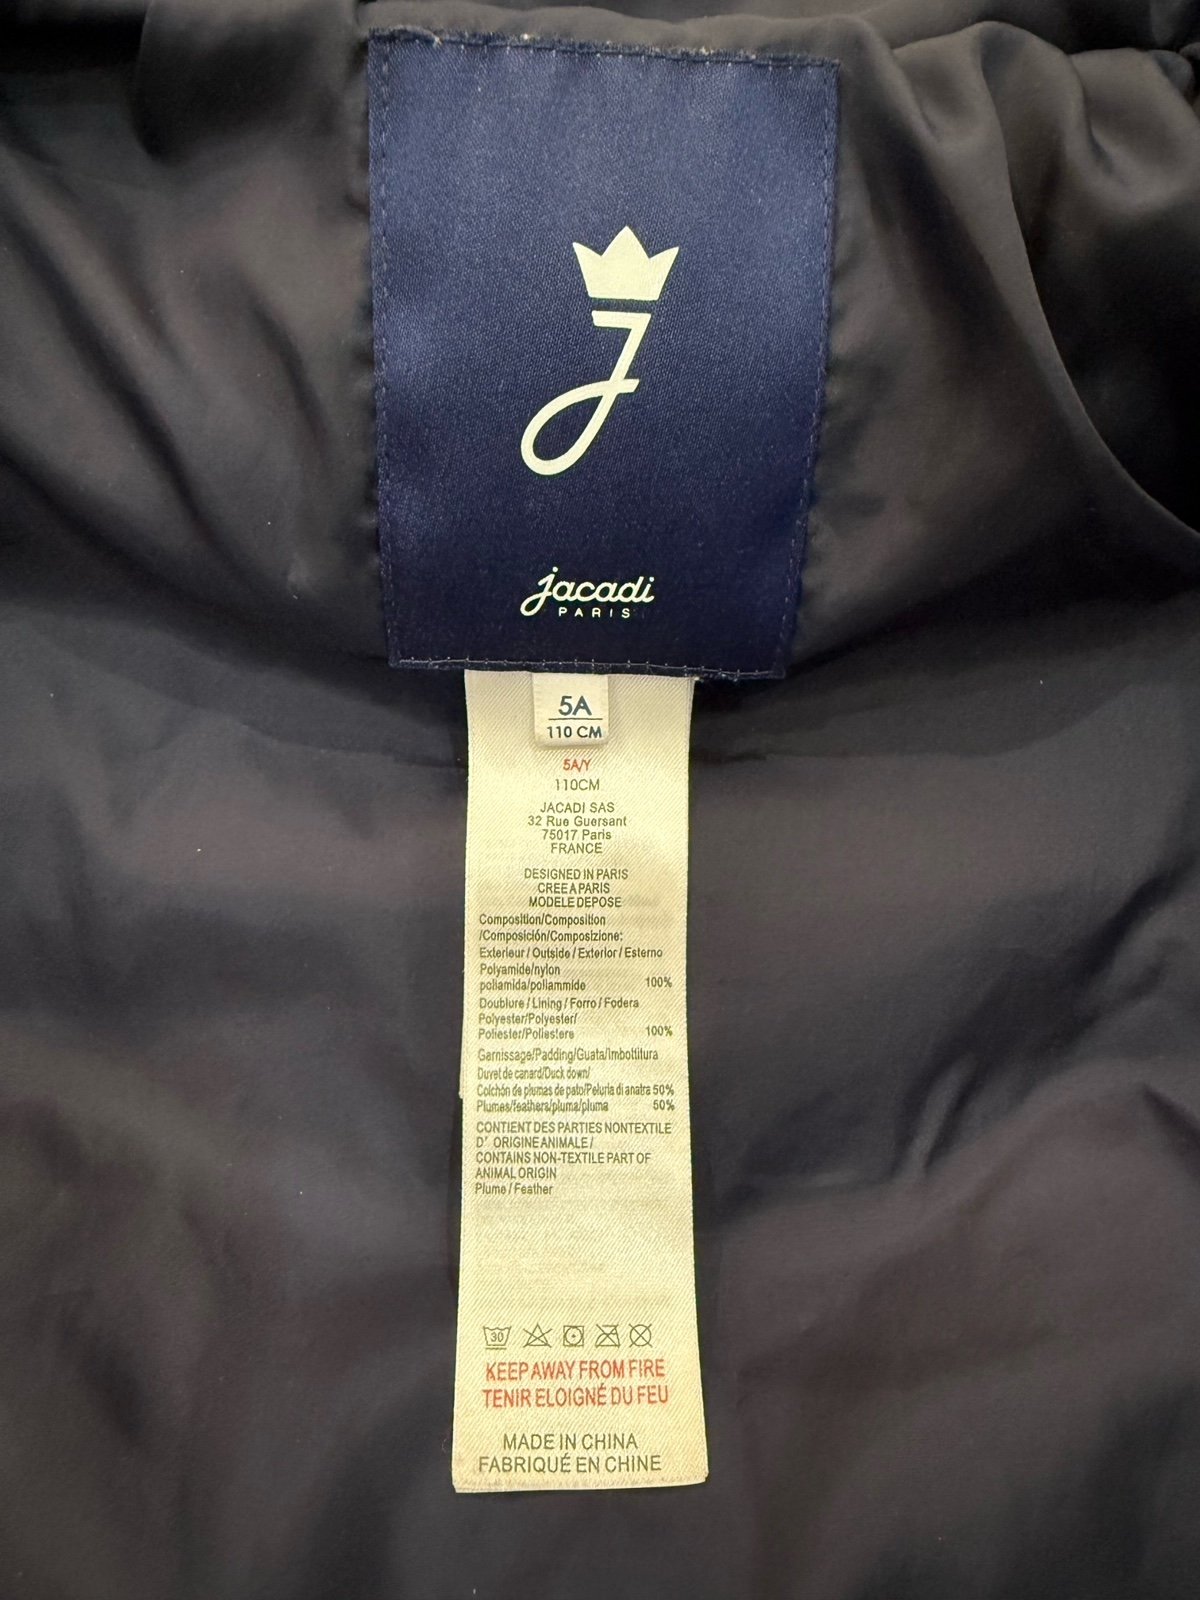 J
jacadi
PARIS
5A
110 CM
5A/Y
110CM
JACADI SAS
32 Rue Guersant
75017 Paris
FRANCE
DESIGNED IN PARIS
CREE A PARIS
MODELE DEPOSE
Composition/Composition
/Composición/Composizione:
Exterieur / Outside / Exterior / Esterno
Polyamide/nylon
poliamida/poliammide 100%
Doublure / Lining / Forro / Fodera
Polyester/Polyester/
Poliester/Poliestere 100%
Garnissage/Padding/Guata/Imbottitura
Duvet de canard/Duck down/
Colchón de plumas de pato/Peluria di anatra 50%
Plumes/feathers/pluma/pluma 50%
CONTIENT DES PARTIES NONTEXTILE
D' ORIGINE ANIMALE /
CONTAINS NON-TEXTILE PART OF
ANIMAL ORIGIN
Plume / Feather
30
KEEP AWAY FROM FIRE
TENIR ELOIGNÉ DU FEU
MADE IN CHINA
FABRIQUÉ EN CHINE